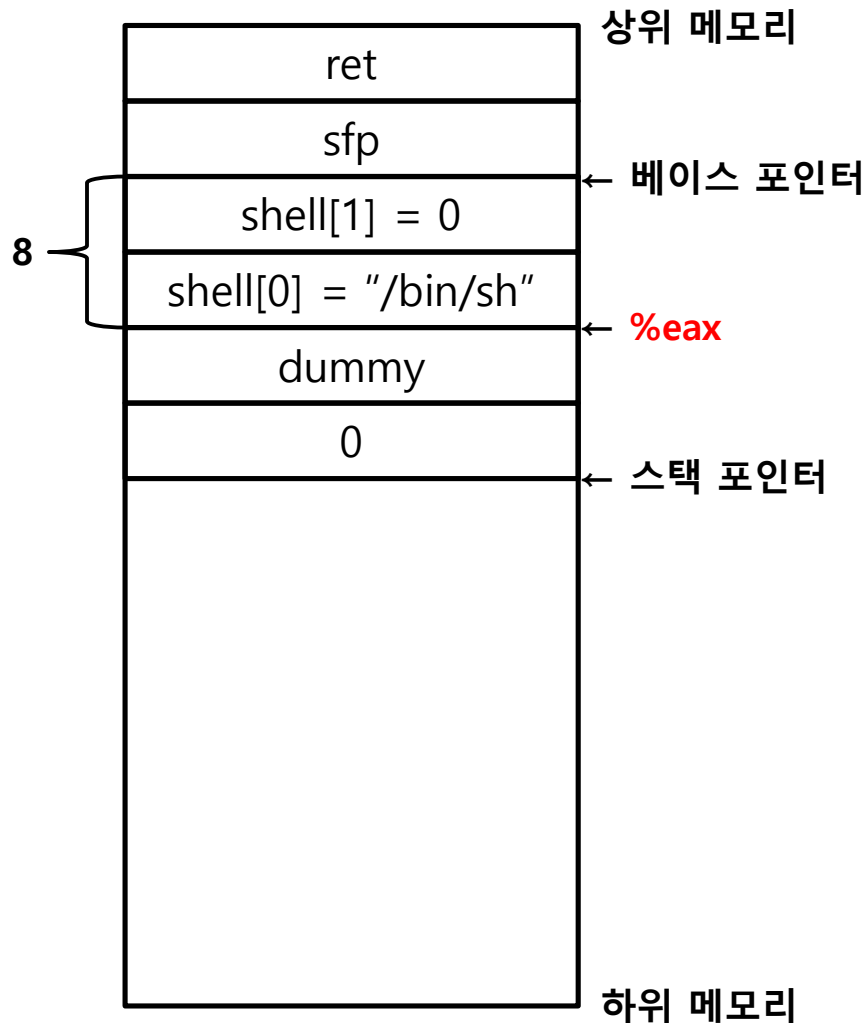 상위 메모리
ret
sfp
← 베이스 포인터
shell[1] = 0
8
shell[0] = "/bin/sh"
← %eax
dummy
0
← 스택 포인터
하위 메모리